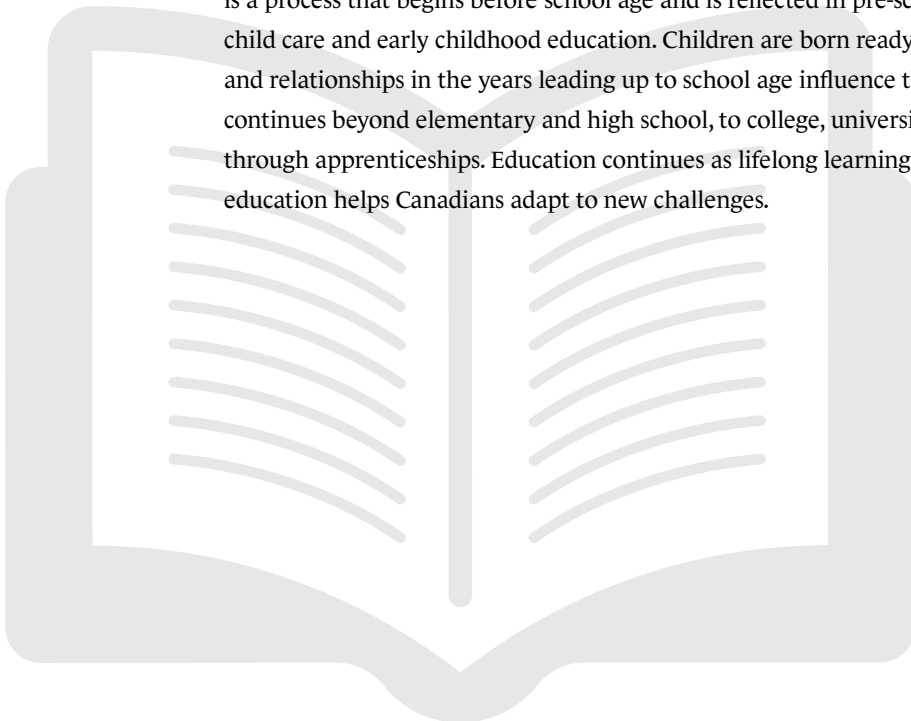 is a process that begins before school age and is reflected in
child care and early childhood education. Children are born ready
and relationships in the years leading up to school age influence
continues beyond elementary and high school, to college,
through apprenticeships. Education continues as lifelong learning
education helps Canadians adapt to new challenges.